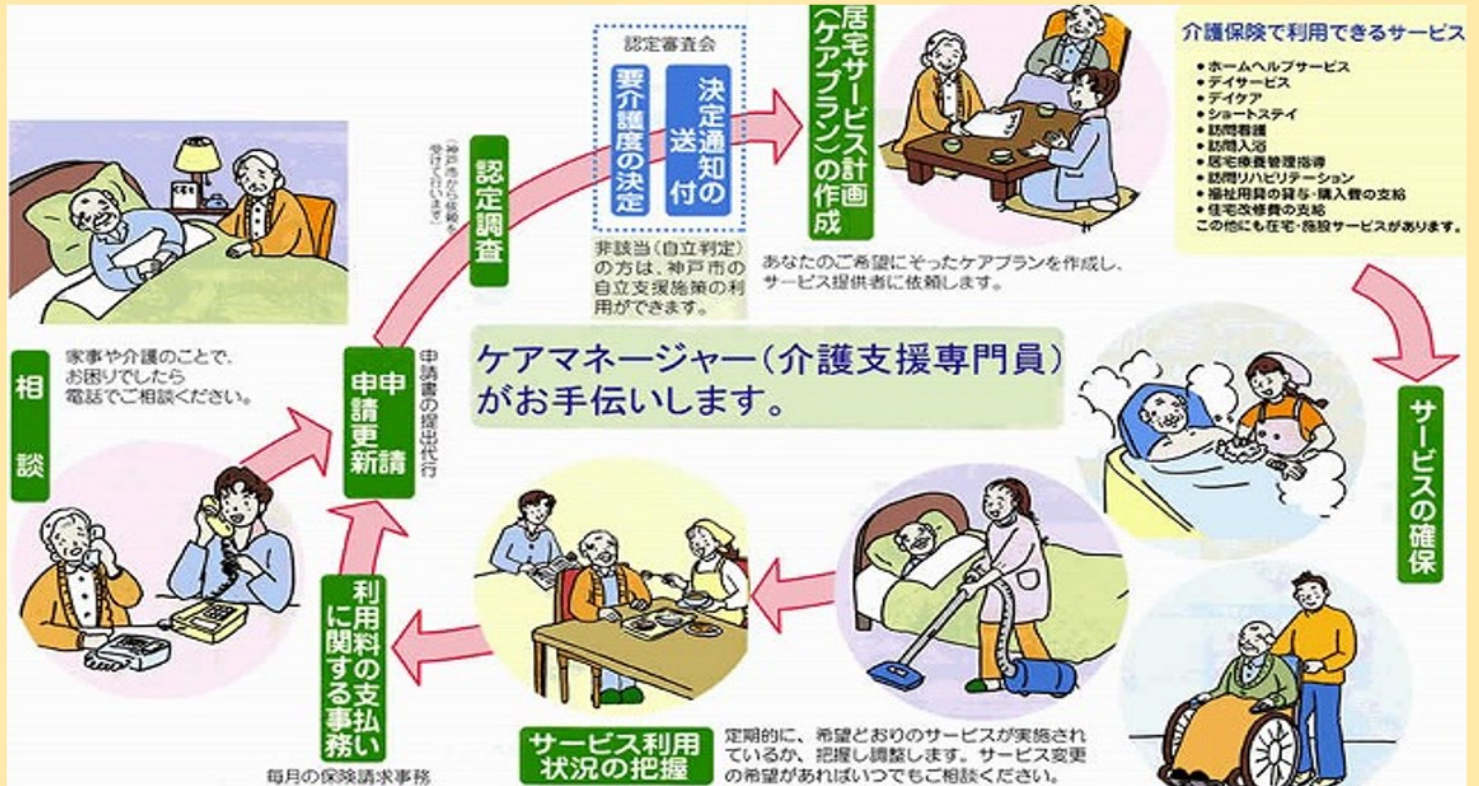 相談
家事や介護のことで、
お困りでしたら
電話でご相談ください。
申請
申請更新
申請書の提出代行
認定調査
(神戸市から依頼を
受けて行います)
認定審査会
要介護度の決定
決定通知の
送付
非該当(自立判定)
の方は、神戸市の
自立支援施策の利
用ができます。
居宅サービス計画
(ケアプラン)の作成
あなたのご希望にそったケアプランを作成し、
サービス提供者に依頼します。
介護保険で利用できるサービス
•ホームヘルプサービス
•デイサービス
•デイケア
•ショートステイ
•訪問看護
•訪問入浴
•居宅療養管理指導
•訪問リハビリテーション
•福祉用具の貸与・購入費の支給
•住宅改修費の支給
この他にも在宅・施設サービスがあります。
ケアマネージャー(介護支援専門員)
がお手伝いします。
サービスの確保
サービス利用
状況の把握
定期的に、希望どおりのサービスが実施され
ているか、把握し調整します。サービス変更
の希望があればいつでもご相談ください。
利用料の支払い
に関する事務
毎月の保険請求事務